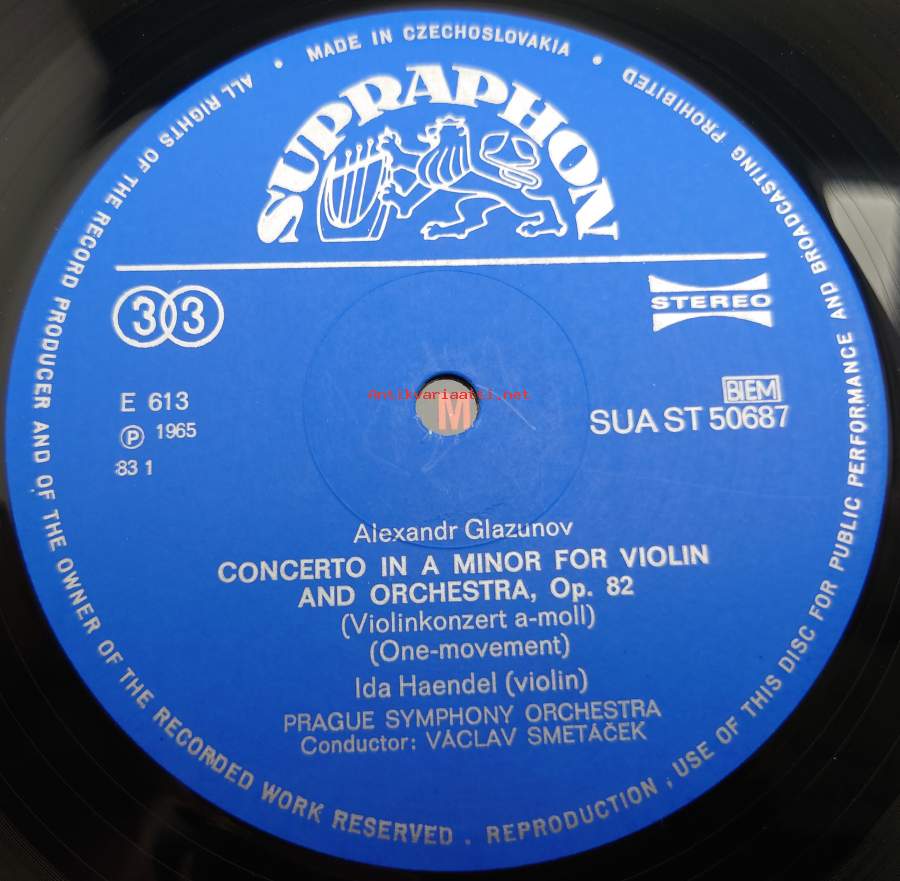 MADE IN CZECHOSLOVAKIA
ALL RIGHTS OF THE RECORD PRODUCER AND OF THE OWNER OF THE RECORDED WORK RESERVED . REPRODUCTION , USE OF THIS DISC FOR PUBLIC PERFORMANCE AND BROADCASTING PROHIBITED
SUPRAPHON
33
STEREO
E 613
℗ 1965
83 1
BIEM
SUA ST 50687
Antikvariaatti.net
M
Alexandr Glazunov
CONCERTO IN A MINOR FOR VIOLIN
AND ORCHESTRA, Op. 82
(Violinkonzert a-moll)
(One-movement)
Ida Haendel (violin)
PRAGUE SYMPHONY ORCHESTRA
Conductor: VÁCLAV SMETÁČEK